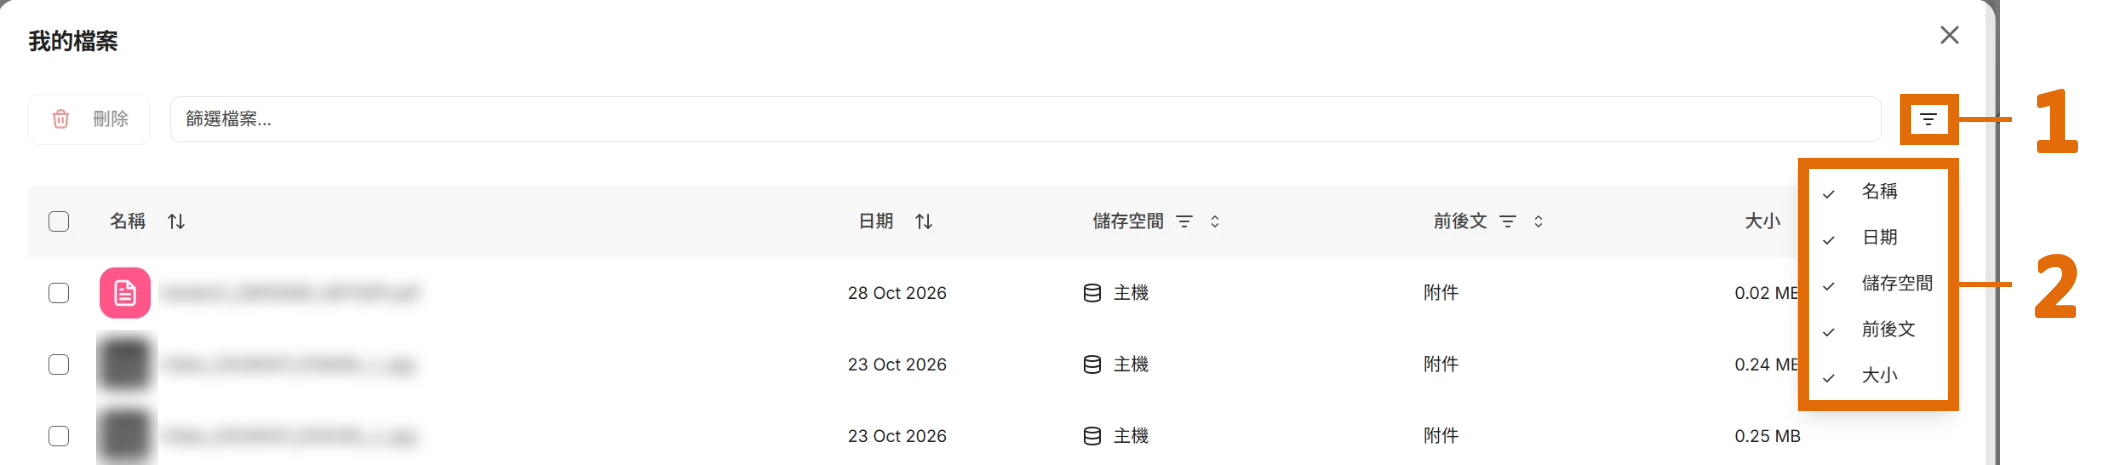 我的檔案
刪除
篩選檔案...
1
名稱 日期 儲存空間 前後文 大小
名稱
日期
儲存空間
前後文
大小
2
28 Oct 2026 主機 附件 0.02 MB
23 Oct 2026 主機 附件 0.24 MB
23 Oct 2026 主機 附件 0.25 MB